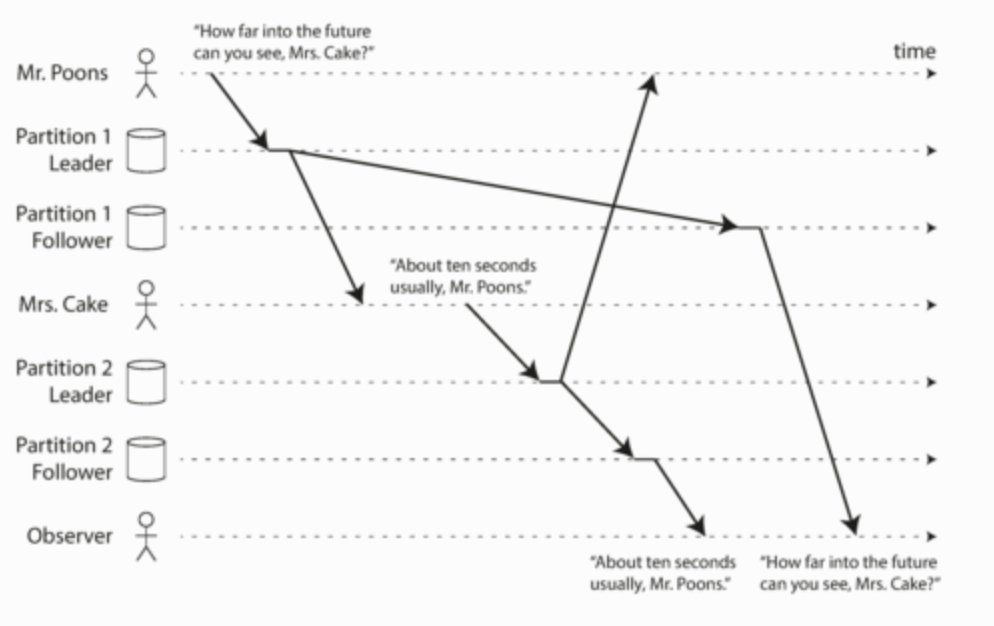 “How far into the future
can you see, Mrs. Cake?”
time
Mr. Poons
Partition 1
Leader
Partition 1
Follower
“About ten seconds
usually, Mr. Poons.”
Mrs. Cake
Partition 2
Leader
Partition 2
Follower
Observer
“About ten seconds
usually, Mr. Poons.”
“How far into the future
can you see, Mrs. Cake?”